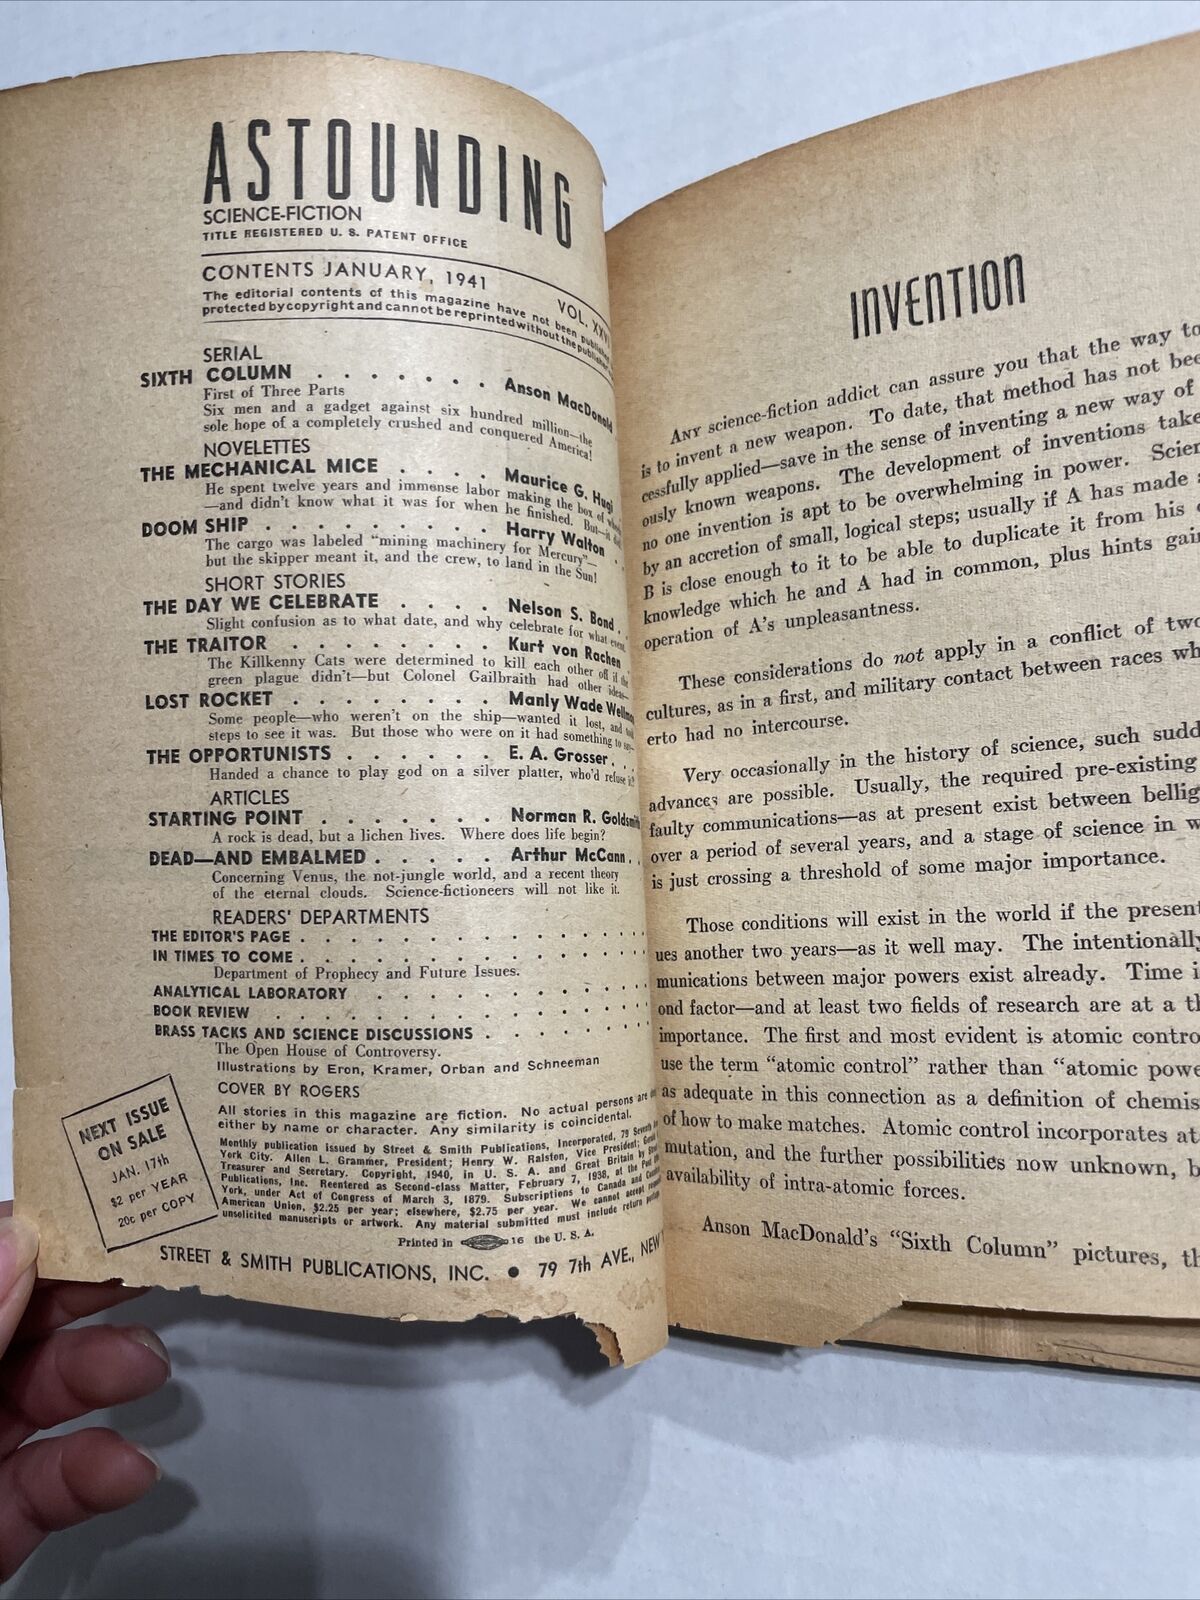 ASTOUNDING
SCIENCE-FICTION
TITLE REGISTERED U. S. PATENT OFFICE
CONTENTS JANUARY, 1941 VOL.
The editorial contents of this magazine have not been
protected by copyright and cannot be reprinted without the
SERIAL
SIXTH COLUMN . . . . . . . Anson MacDonald
First of Three Parts
Six men and a gadget against six hundred million—the
sole hope of a completely crushed and conquered America!
NOVELETTES
THE MECHANICAL MICE . . . . Maurice G. Hugi
He spent twelve years and immense labor making the box of
—and didn't know what it was for when he finished. But—it
DOOM SHIP . . . . . . . . . Harry Walton . .
The cargo was labeled "mining machinery for Mercury"—
but the skipper meant it, and the crew, to land in the Sun!
SHORT STORIES
THE DAY WE CELEBRATE . . . . Nelson S. Bond . .
Slight confusion as to what date, and why celebrate for what event.
THE TRAITOR . . . . . . . . Kurt von Rachen
The Killkenny Cats were determined to kill each other off if the
green plague didn't—but Colonel Gailbraith had other ideas—
LOST ROCKET . . . . . . . . Manly Wade
Some people—who weren't on the ship—wanted it lost, and took
steps to see it was. But those who were on it had something to say—
THE OPPORTUNISTS . . . . . . E. A. Grosser . . .
Handed a chance to play god on a silver platter, who'd refuse it?
ARTICLES
STARTING POINT . . . . . . . Norman R. Goldsmith
A rock is dead, but a lichen lives. Where does life begin?
DEAD—AND EMBALMED . . . . . Arthur McCann . .
Concerning Venus, the not-jungle world, and a recent theory
of the eternal clouds. Science-fictioneers will not like it.
READERS' DEPARTMENTS
THE EDITOR'S PAGE . . . . . . . . . . . . . .
IN TIMES TO COME . . . . . . . . . . . . . .
Department of Prophecy and Future Issues.
ANALYTICAL LABORATORY . . . . . . . . . . .
BOOK REVIEW . . . . . . . . . . . . . . .
BRASS TACKS AND SCIENCE DISCUSSIONS . . . . . . .
The Open House of Controversy.
Illustrations by Eron, Kramer, Orban and Schneeman
COVER BY ROGERS
All stories in this magazine are fiction. No actual persons are
either by name or character. Any similarity is coincidental.
Monthly publication issued by Street & Smith Publications, Incorporated, 79 Seventh
York City. Allen L. Grammer, President; Henry W. Ralston, Vice President; Gerald
Treasurer and Secretary. Copyright, 1940, in U. S. A. and Great Britain by Street
Publications, Inc. Reentered as Second-class Matter, February 7, 1938, at the Post
York, under Act of Congress of March 3, 1879. Subscriptions to Canada and
American Union, $2.25 per year; elsewhere, $2.75 per year. We cannot accept
unsolicited manuscripts or artwork. Any material submitted must include return postage
Printed in 16 the U. S. A.
NEXT ISSUE
ON SALE
JAN. 17th
$2 per YEAR
20c per COPY
STREET & SMITH PUBLICATIONS, INC. • 79 7th AVE., NEW
INVENTION
ANY science-fiction addict can assure you that the way to
is to invent a new weapon. To date, that method has not
cessfully applied—save in the sense of inventing a new way of
ously known weapons. The development of inventions
no one invention is apt to be overwhelming in power.
by an accretion of small, logical steps; usually if A has made
B is close enough to it to be able to duplicate it from his
knowledge which he and A had in common, plus hints
operation of A's unpleasantness.
These considerations do not apply in a conflict of two
cultures, as in a first, and military contact between races
erto had no intercourse.
Very occasionally in the history of science, such
advances are possible. Usually, the required pre-existing
faulty communications—as at present exist between
over a period of several years, and a stage of science in
is just crossing a threshold of some major importance.
Those conditions will exist in the world if the present
ues another two years—as it well may. The intentionally
munications between major powers exist already. Time
ond factor—and at least two fields of research are at a
importance. The first and most evident is atomic
use the term "atomic control" rather than "atomic
as adequate in this connection as a definition of
of how to make matches. Atomic control incorporates at
mutation, and the further possibilities now unknown,
availability of intra-atomic forces.
Anson MacDonald's "Sixth Column" pictures,